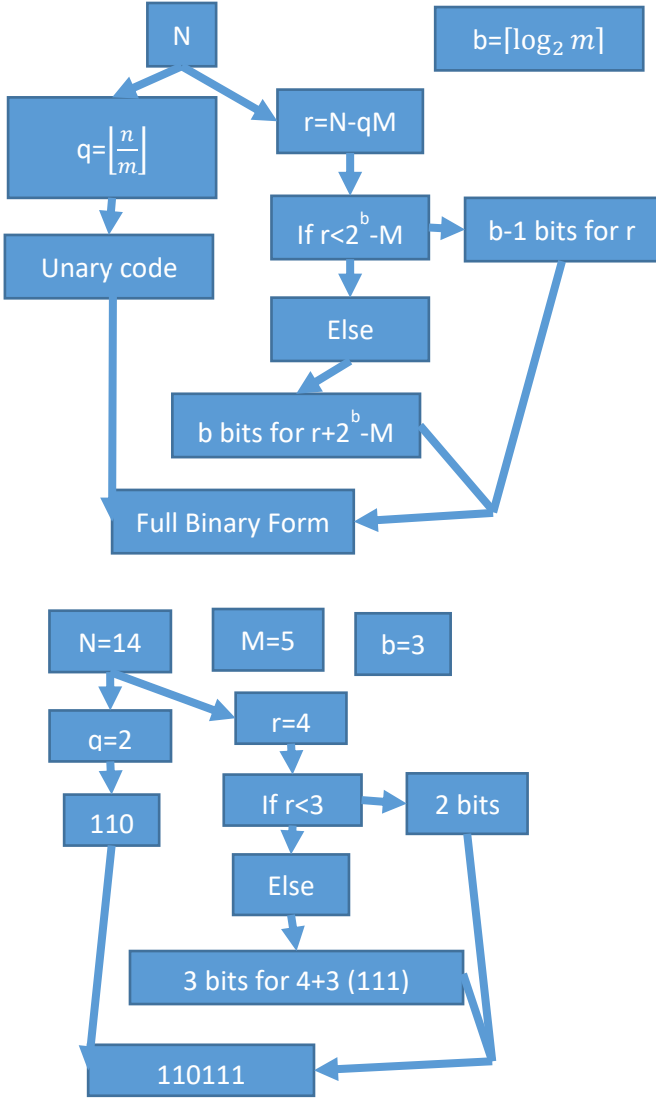 N
b=⌈log₂ m⌉
q=⌊n/m⌋
r=N-qM
If r<2^b-M
b-1 bits for r
Unary code
Else
b bits for r+2^b-M
Full Binary Form
N=14
M=5
b=3
q=2
r=4
If r<3
2 bits
110
Else
3 bits for 4+3 (111)
110111